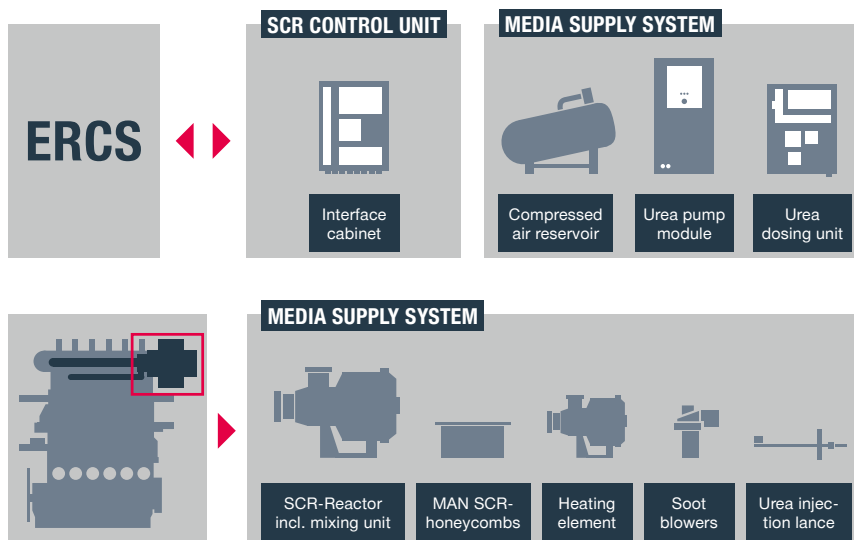 SCR CONTROL UNIT
MEDIA SUPPLY SYSTEM
ERCS
Interface
cabinet
Compressed
air reservoir
Urea pump
module
Urea
dosing unit
MEDIA SUPPLY SYSTEM
SCR-Reactor
incl. mixing unit
MAN SCR-
honeycombs
Heating
element
Soot
blowers
Urea injec-
tion lance